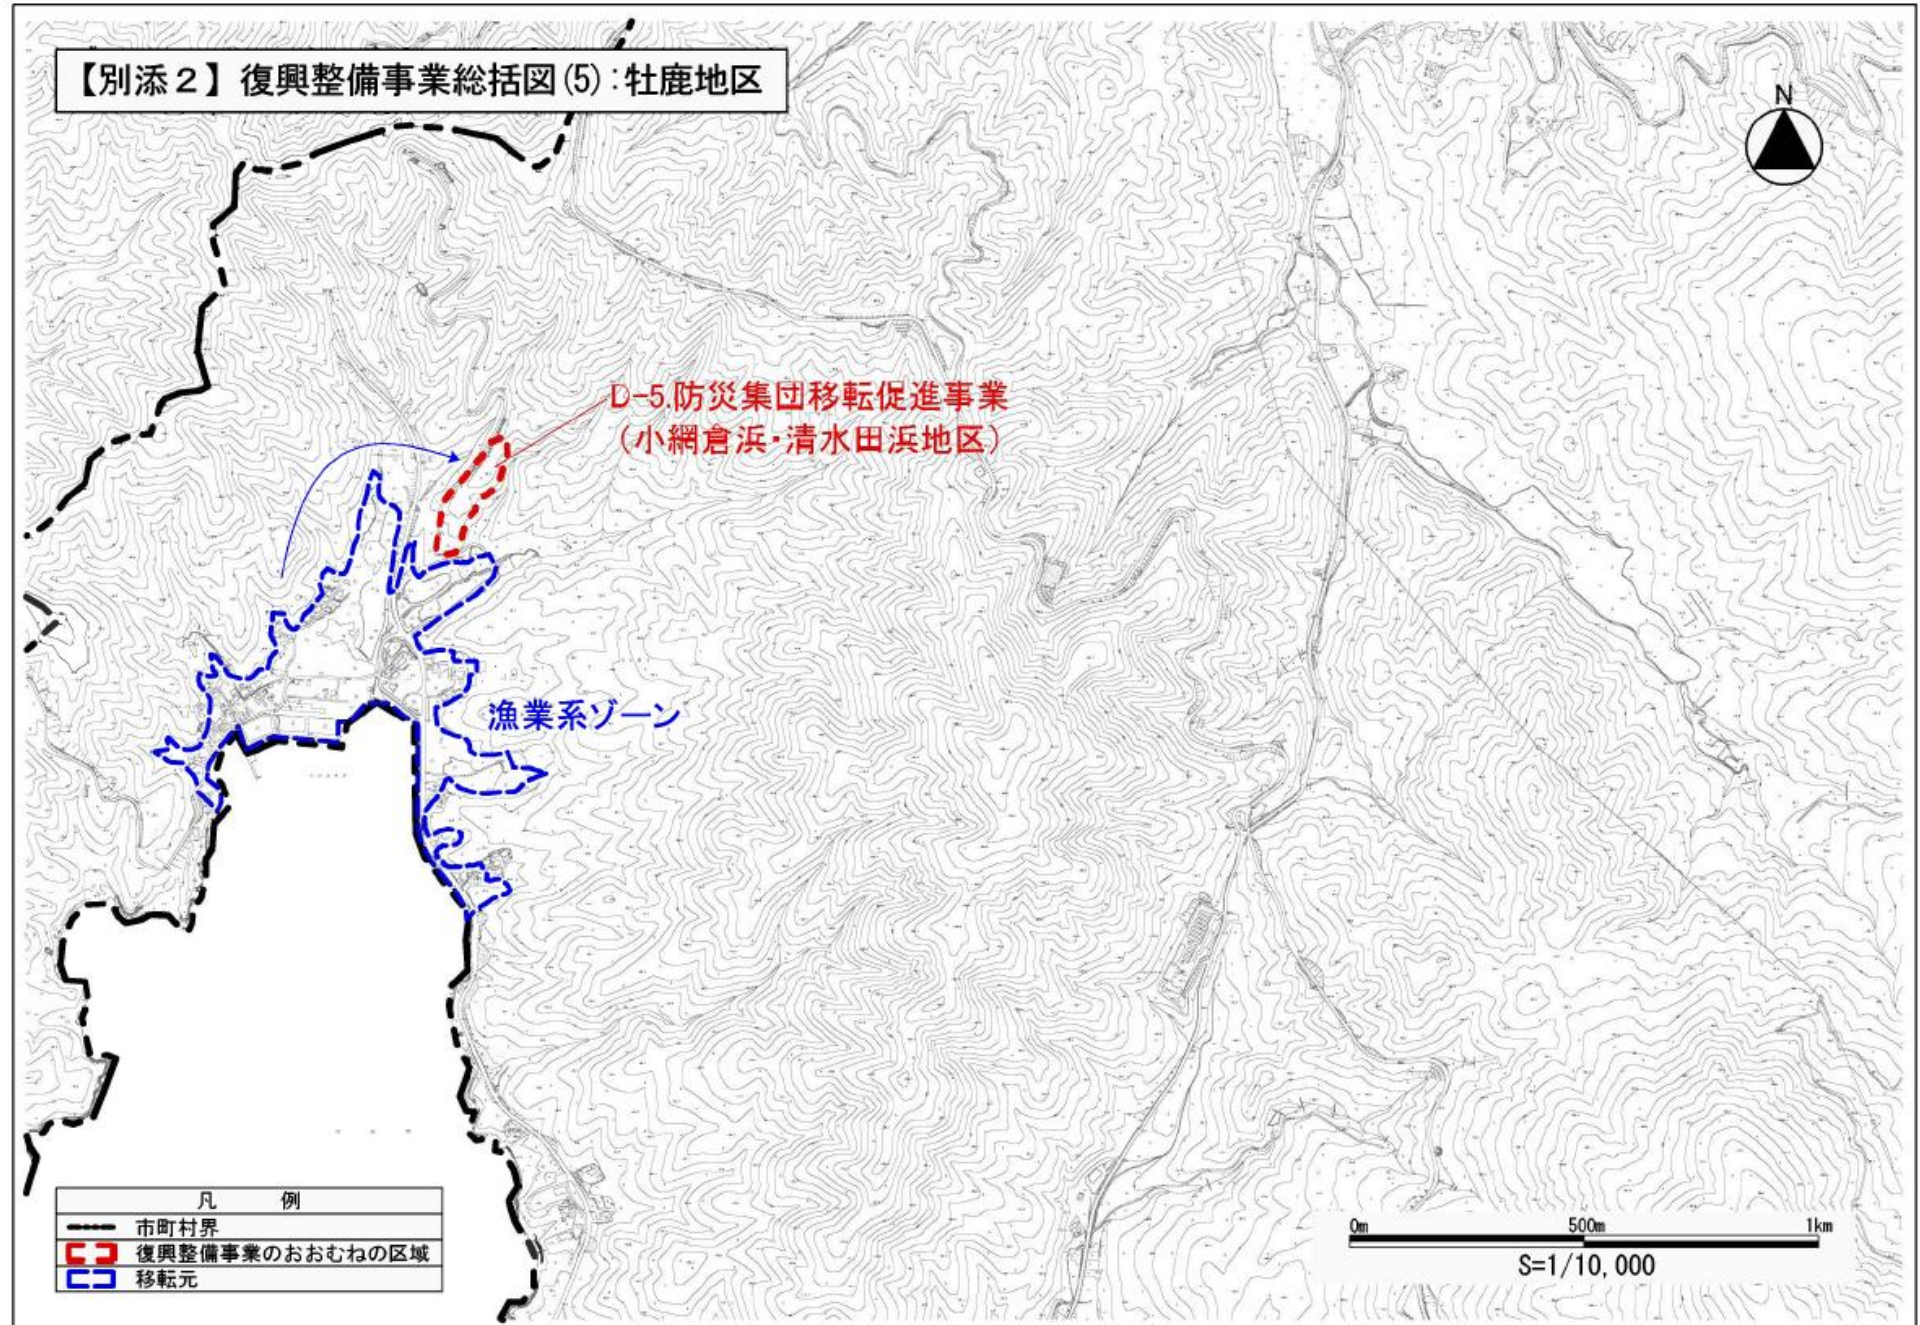 【別添２】復興整備事業総括図(5):牡鹿地区
N
D-5.防災集団移転促進事業
（小網倉浜・清水田浜地区）
漁業系ゾーン
凡　例
市町村界
復興整備事業のおおむねの区域
移転元
0m 500m 1km
S=1/10,000